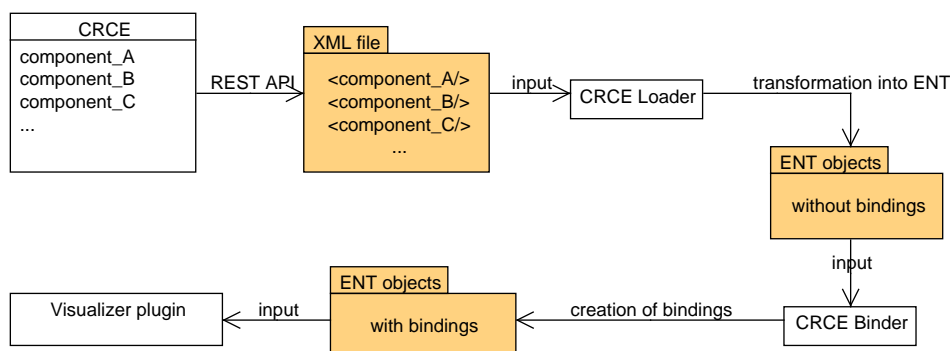 CRCE
component_A
component_B
component_C
...
REST API
XML file
<component_A/>
<component_B/>
<component_C/>
...
input
CRCE Loader
transformation into ENT
ENT objects
without bindings
input
CRCE Binder
creation of bindings
ENT objects
with bindings
input
Visualizer plugin